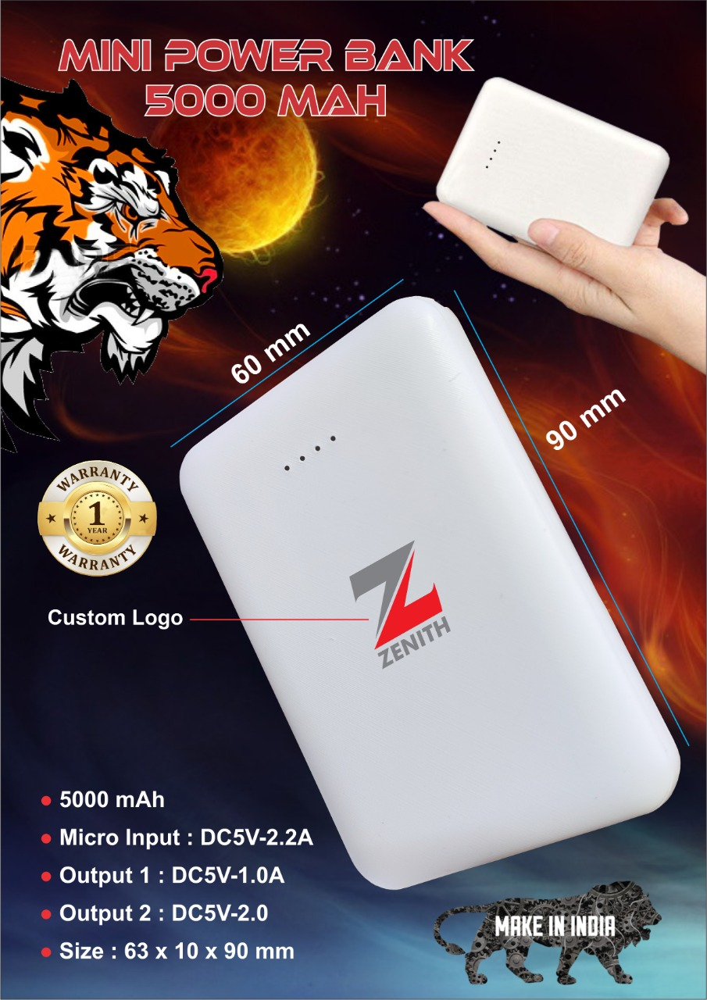 MINI POWER BANK
5000 MAH
60 mm
90 mm
WARRANTY
1
YEAR
WARRANTY
Custom Logo
ZENITH
5000 mAh
Micro Input : DC5V-2.2A
Output 1 : DC5V-1.0A
Output 2 : DC5V-2.0
Size : 63 x 10 x 90 mm
MAKE IN INDIA